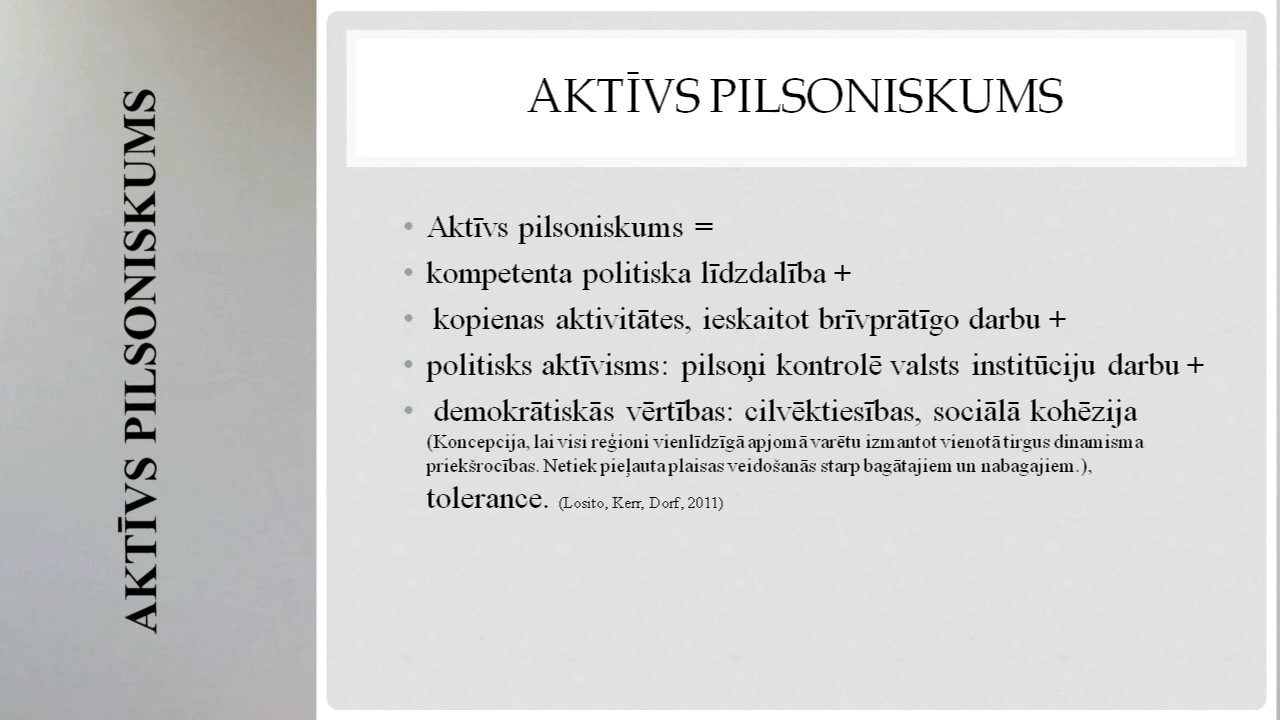 AKTĪVS PILSONISKUMS
AKTĪVS PILSONISKUMS
• Aktīvs pilsoniskums =
• kompetenta politiska līdzdalība +
• kopienas aktivitātes, ieskaitot brīvprātīgo darbu +
• politisks aktīvisms: pilsoņi kontrolē valsts institūciju darbu +
• demokrātiskās vērtības: cilvēktiesības, sociālā kohēzija
(Koncepcija, lai visi reģioni vienlīdzīgā apjomā varētu izmantot vienotā tirgus dinamisma
priekšrocības. Netiek pieļauta plaisas veidošanās starp bagātajiem un nabagajiem.),
tolerance. (Losito, Kerr, Dorf, 2011)